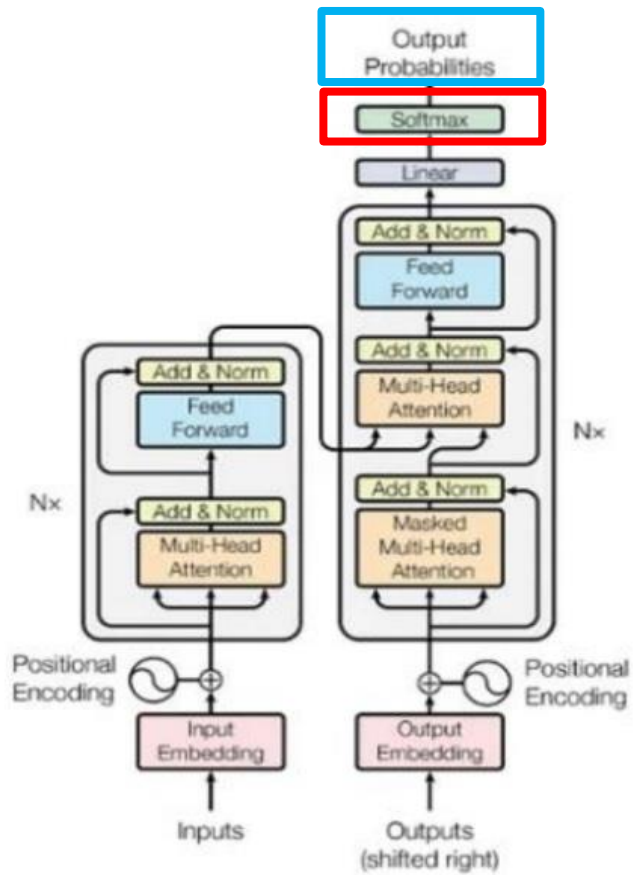 Output
Probabilities
Softmax
Linear
Add & Norm
Feed
Forward
Add & Norm
Multi-Head
Attention
Add & Norm
Masked
Multi-Head
Attention
Nx
Add & Norm
Feed
Forward
Add & Norm
Multi-Head
Attention
Nx
Positional
Encoding
Positional
Encoding
Input
Embedding
Output
Embedding
Inputs
Outputs
(shifted right)